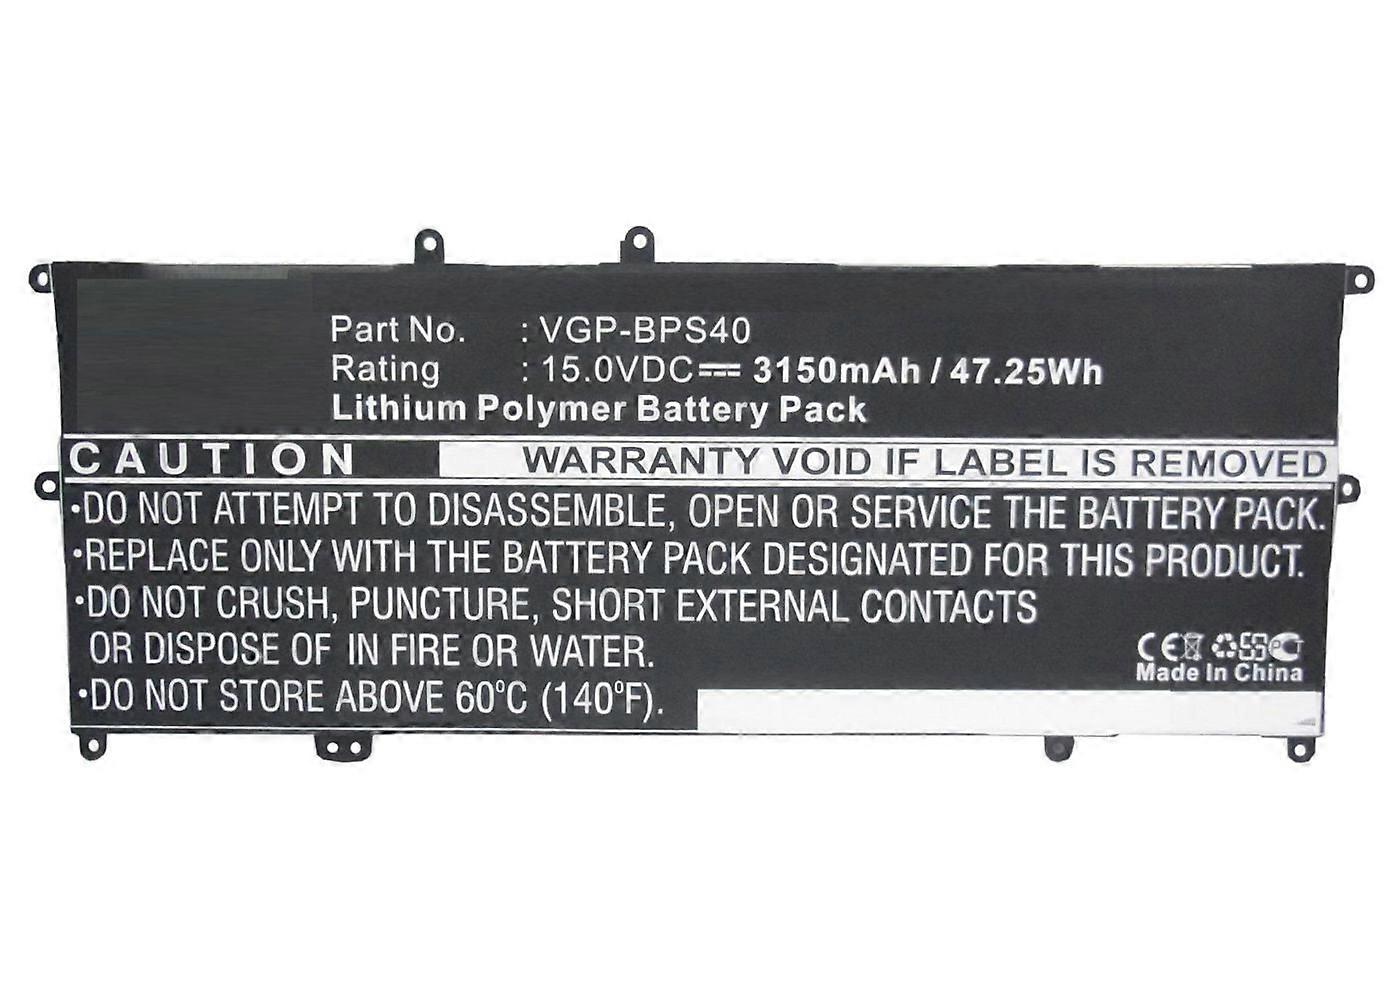 Part No. : VGP-BPS40
Rating : 15.0VDC⎓ 3150mAh / 47.25Wh
Lithium Polymer Battery Pack
CAUTION WARRANTY VOID IF LABEL IS REMOVED
·DO NOT ATTEMPT TO DISASSEMBLE, OPEN OR SERVICE THE BATTERY PACK.
·REPLACE ONLY WITH THE BATTERY PACK DESIGNATED FOR THIS PRODUCT.
·DO NOT CRUSH, PUNCTURE, SHORT EXTERNAL CONTACTS
OR DISPOSE OF IN FIRE OR WATER.
·DO NOT STORE ABOVE 60°C (140°F).
CE
Made In China